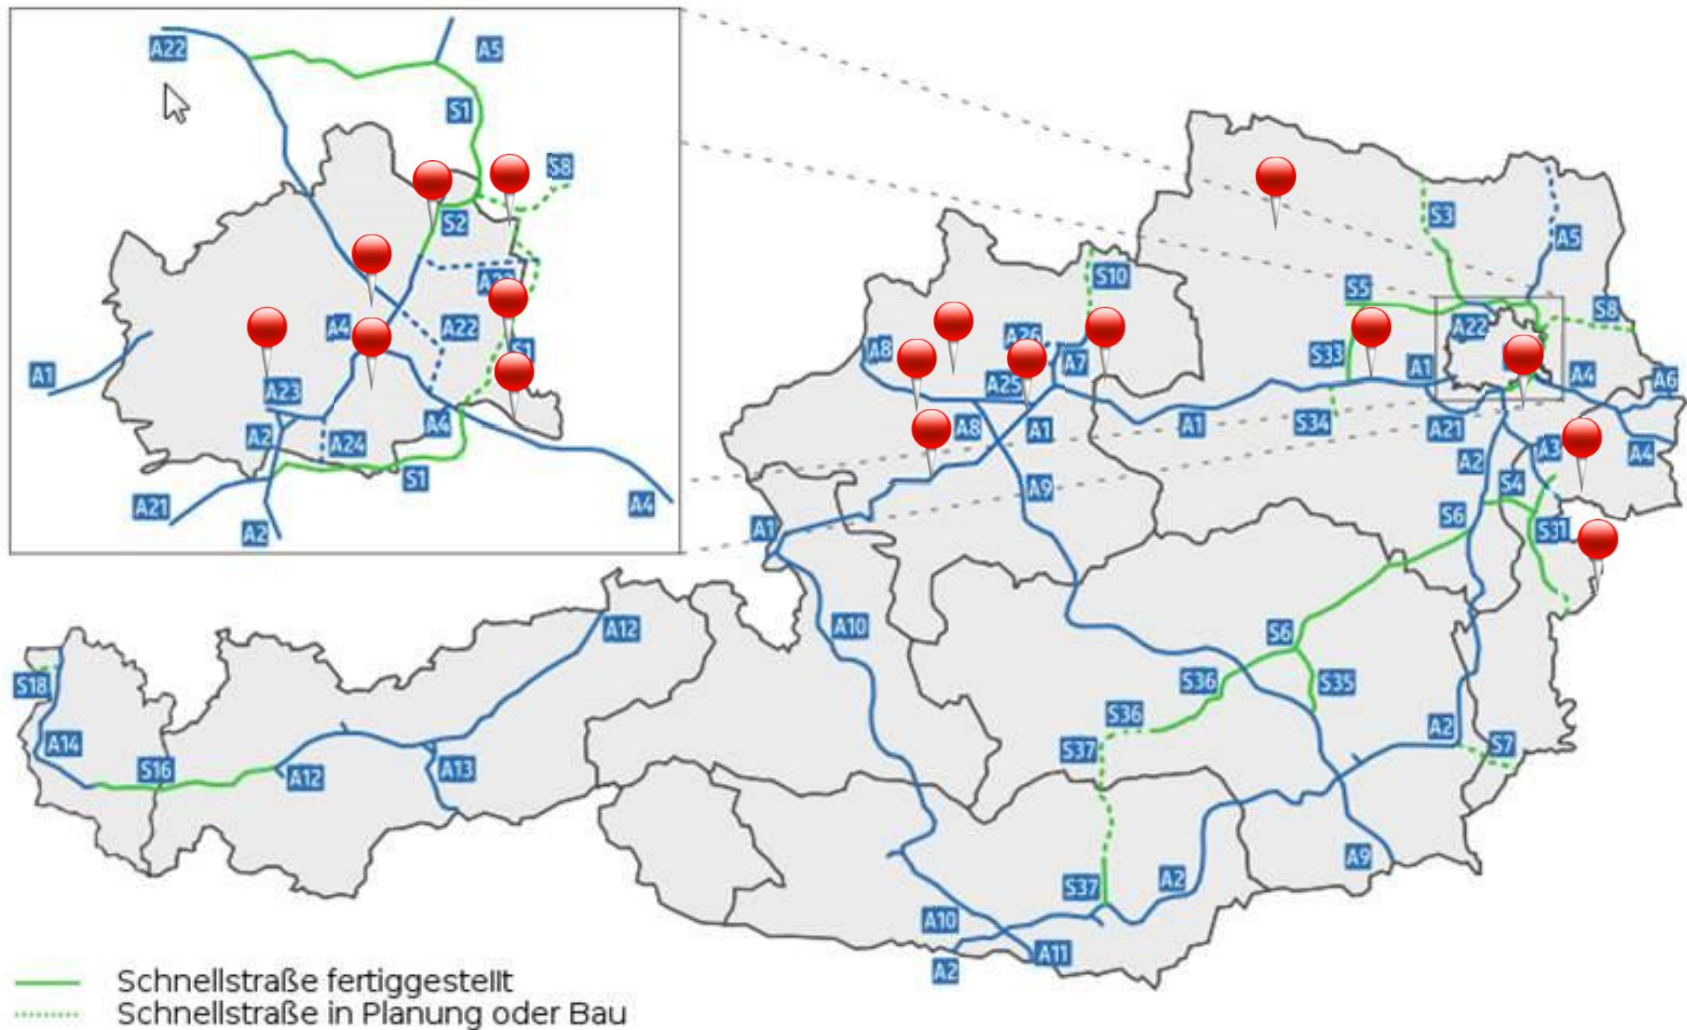 A22
A5
S1
S8
S2
A4
A22
S1
A1
A23
A2
A24
A4
S1
A21
A2
A4
S3
A5
S10
S5
S8
A22
A8
A26
A7
S33
A1
A4
A6
A25
A8
A1
A1
S34
A21
A3
A4
A2
S4
A9
S6
S31
A1
A12
A10
S6
S18
S36
S35
S36
A14
A2
S7
S37
S16
A12
A13
A9
S37
A2
A10
A11
A2
Schnellstraße fertiggestellt
Schnellstraße in Planung oder Bau